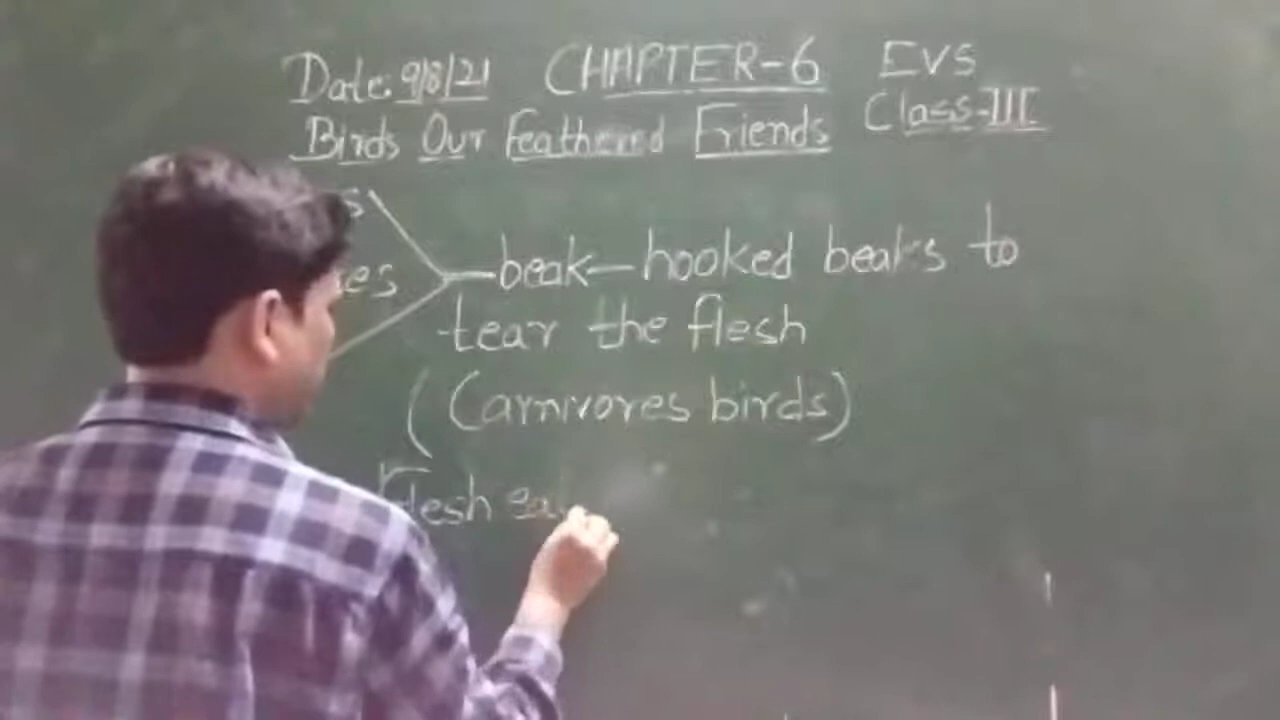 Date: 9/8/21 CHAPTER-6 EVS
Birds Our Feathered Friends Class-III
beak-hooked beaks to
tear the flesh
(Carnivores birds)
Flesh